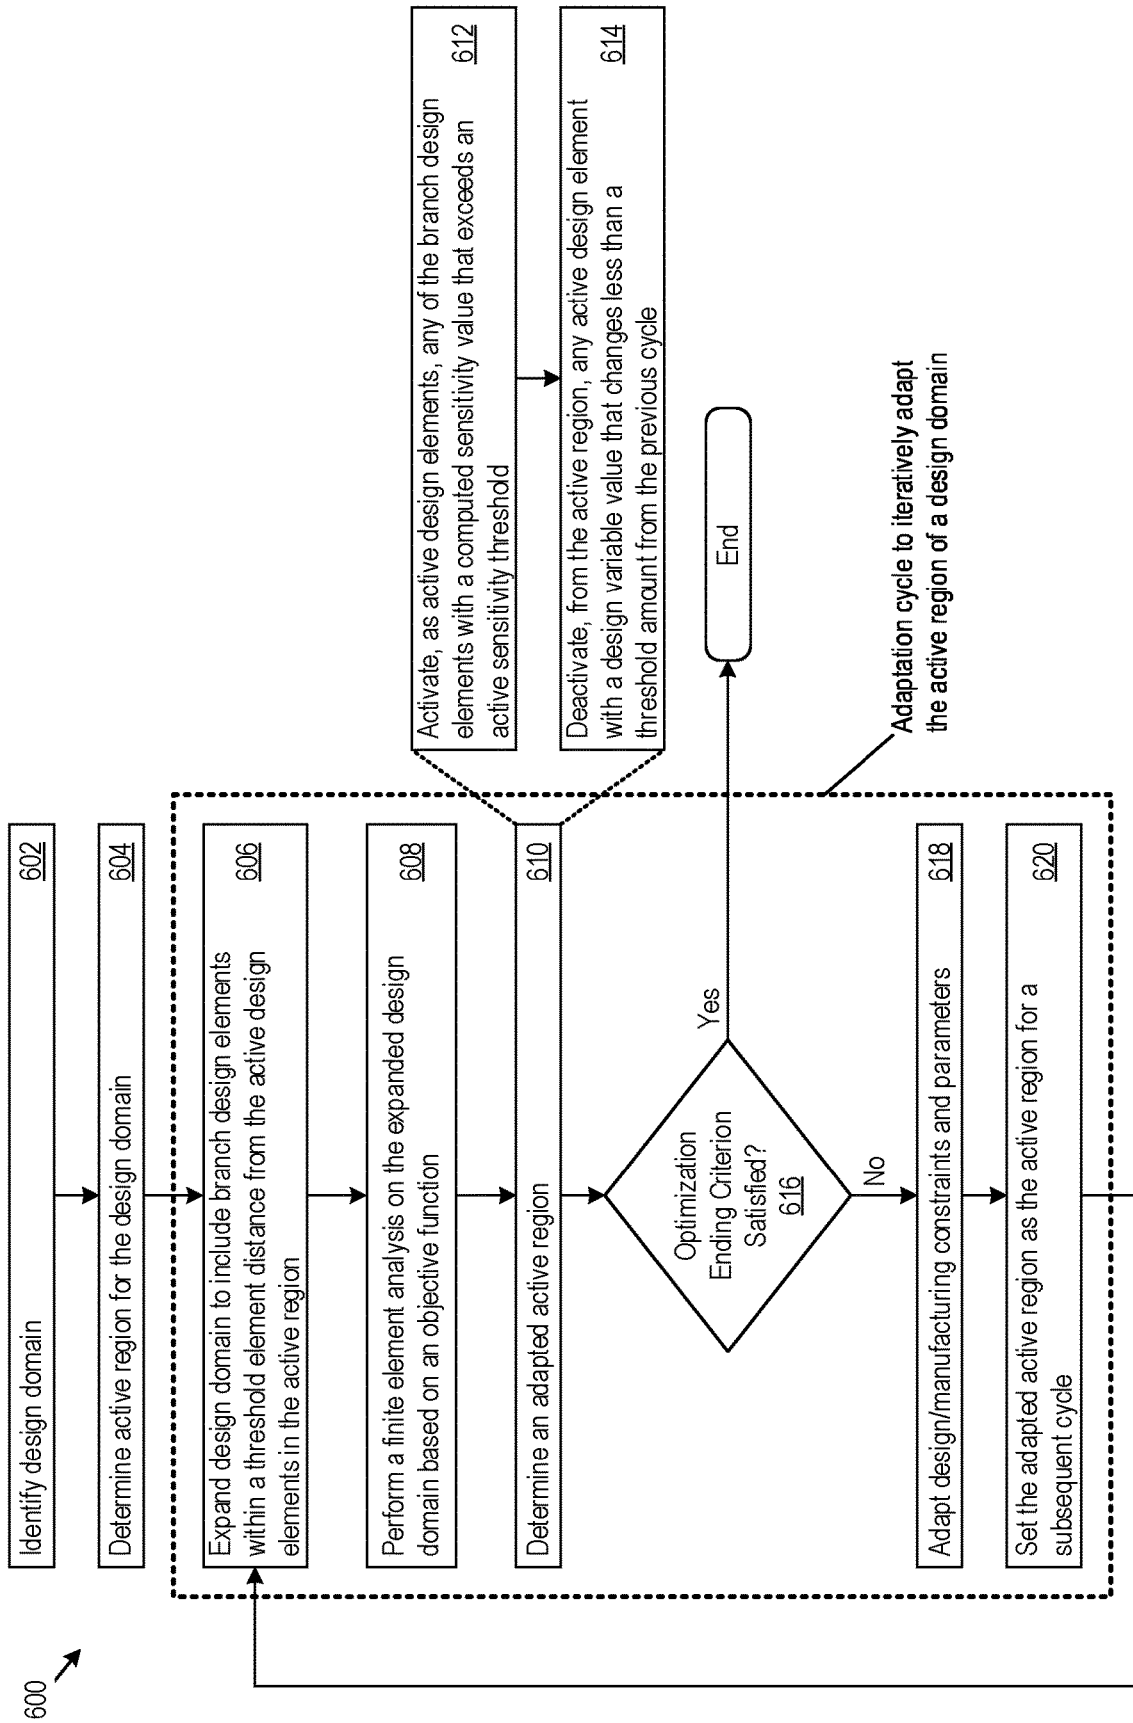 600
Identify design domain
602
Determine active region for the design domain
604
Expand design domain to include branch design elements
within a threshold element distance from the active design
elements in the active region
606
Perform a finite element analysis on the expanded design
domain based on an objective function
608
Determine an adapted active region
610
Activate, as active design elements, any of the branch design
elements with a computed sensitivity value that exceeds an
active sensitivity threshold
612
Deactivate, from the active region, any active design element
with a design variable value that changes less than a
threshold amount from the previous cycle
614
Optimization
Ending Criterion
Satisfied?
616
Yes
End
No
Adapt design/manufacturing constraints and parameters
618
Set the adapted active region as the active region for a
subsequent cycle
620
Adaptation cycle to iteratively adapt
the active region of a design domain